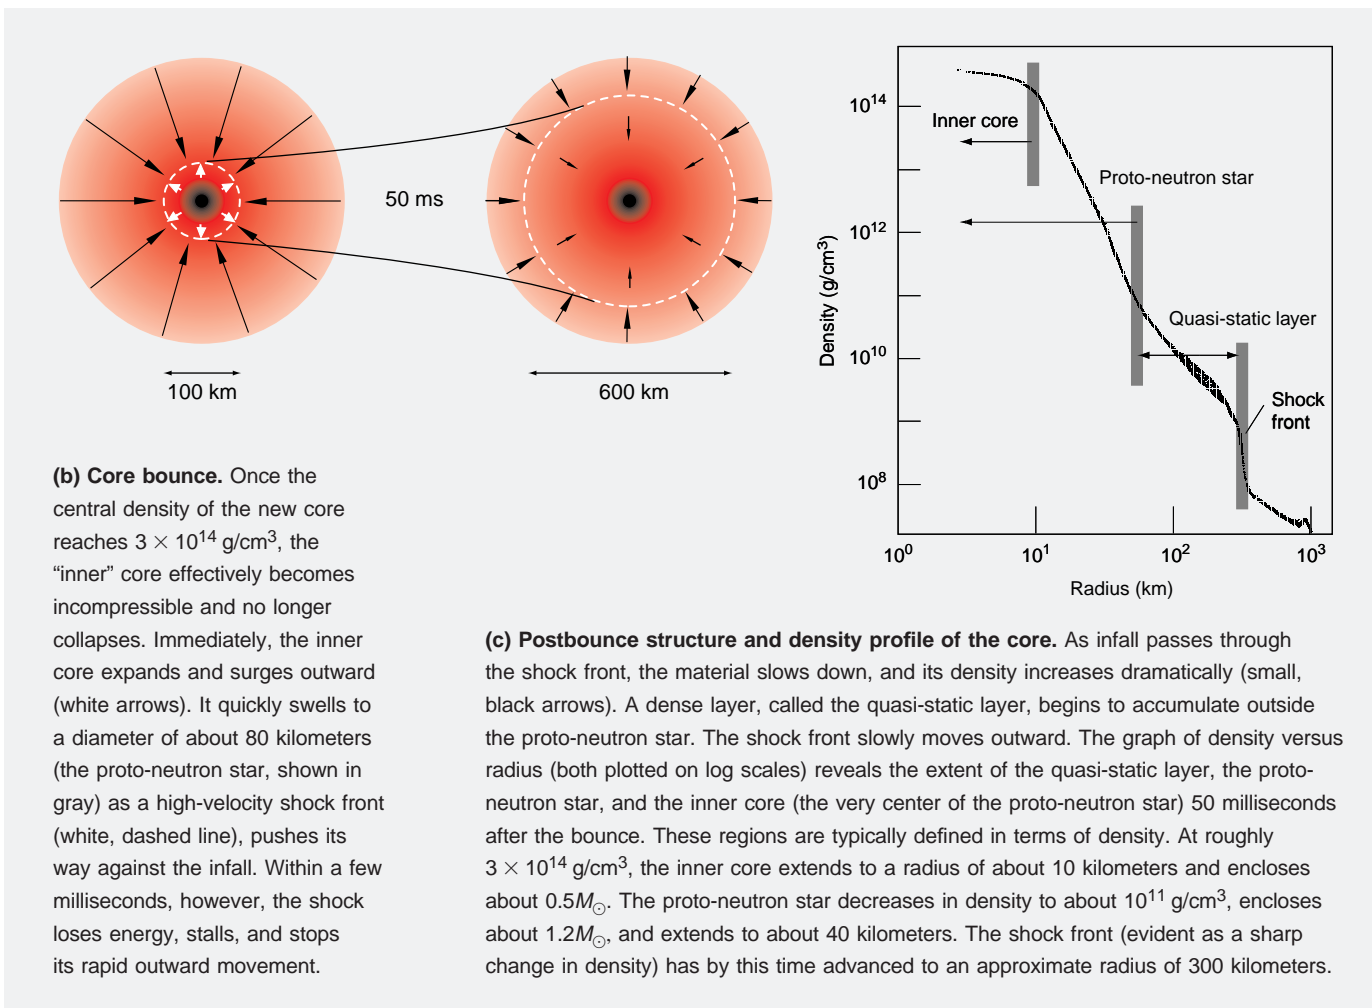 50 ms
100 km
600 km
10¹⁴
10¹²
10¹⁰
10⁸
Density (g/cm³)
Inner core
Proto-neutron star
Quasi-static layer
Shock
front
10⁰
10¹
10²
10³
Radius (km)
(b) Core bounce. Once the
central density of the new core
reaches 3 × 10¹⁴ g/cm³, the
“inner” core effectively becomes
incompressible and no longer
collapses. Immediately, the inner
core expands and surges outward
(white arrows). It quickly swells to
a diameter of about 80 kilometers
(the proto-neutron star, shown in
gray) as a high-velocity shock front
(white, dashed line), pushes its
way against the infall. Within a few
milliseconds, however, the shock
loses energy, stalls, and stops
its rapid outward movement.
(c) Postbounce structure and density profile of the core. As infall passes through
the shock front, the material slows down, and its density increases dramatically (small,
black arrows). A dense layer, called the quasi-static layer, begins to accumulate outside
the proto-neutron star. The shock front slowly moves outward. The graph of density versus
radius (both plotted on log scales) reveals the extent of the quasi-static layer, the proto-
neutron star, and the inner core (the very center of the proto-neutron star) 50 milliseconds
after the bounce. These regions are typically defined in terms of density. At roughly
3 × 10¹⁴ g/cm³, the inner core extends to a radius of about 10 kilometers and encloses
about 0.5M☉. The proto-neutron star decreases in density to about 10¹¹ g/cm³, encloses
about 1.2M☉, and extends to about 40 kilometers. The shock front (evident as a sharp
change in density) has by this time advanced to an approximate radius of 300 kilometers.